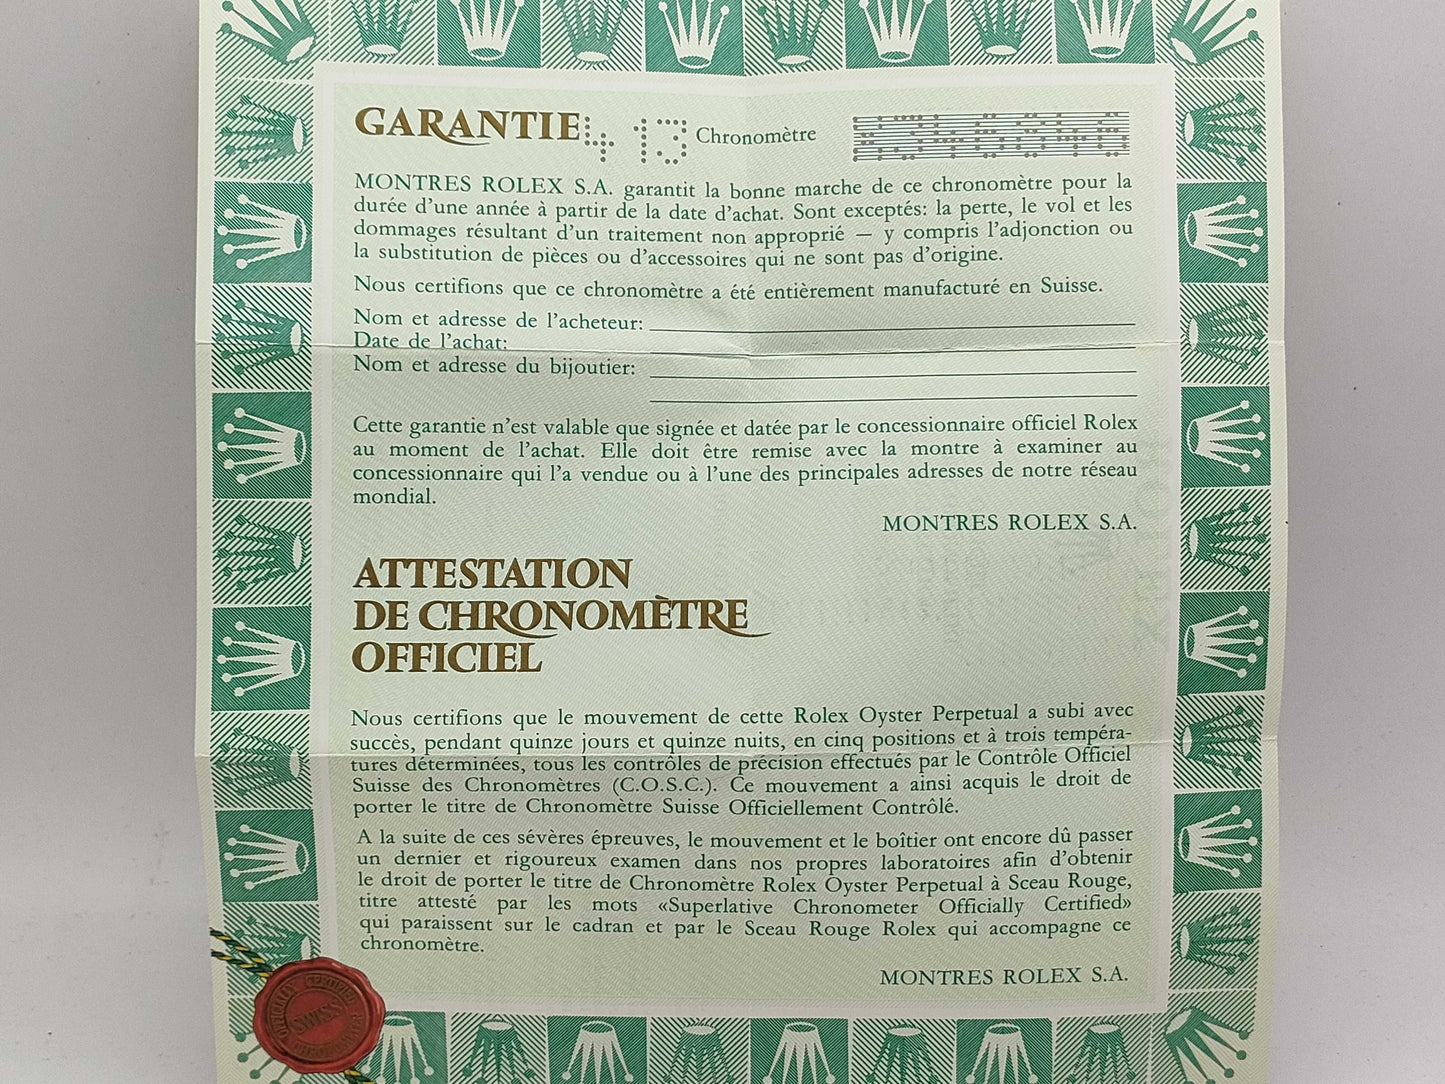 GARANTIE 4 13 Chronomètre
MONTRES ROLEX S.A. garantit la bonne marche de ce chronomètre pour la
durée d'une année à partir de la date d'achat. Sont exceptés: la perte, le vol et les
dommages résultant d'un traitement non approprié — y compris l'adjonction ou
la substitution de pièces ou d'accessoires qui ne sont pas d'origine.
Nous certifions que ce chronomètre a été entièrement manufacturé en Suisse.
Nom et adresse de l'acheteur:
Date de l'achat:
Nom et adresse du bijoutier:
Cette garantie n'est valable que signée et datée par le concessionnaire officiel Rolex
au moment de l'achat. Elle doit être remise avec la montre à examiner au
concessionnaire qui l'a vendue ou à l'une des principales adresses de notre réseau
mondial.
MONTRES ROLEX S.A.
ATTESTATION
DE CHRONOMÈTRE
OFFICIEL
Nous certifions que le mouvement de cette Rolex Oyster Perpetual a subi avec
succès, pendant quinze jours et quinze nuits, en cinq positions et à trois tempéra-
tures déterminées, tous les contrôles de précision effectués par le Contrôle Officiel
Suisse des Chronomètres (C.O.S.C.). Ce mouvement a ainsi acquis le droit de
porter le titre de Chronomètre Suisse Officiellement Contrôlé.
A la suite de ces sévères épreuves, le mouvement et le boîtier ont encore dû passer
un dernier et rigoureux examen dans nos propres laboratoires afin d'obtenir
le droit de porter le titre de Chronomètre Rolex Oyster Perpetual à Sceau Rouge,
titre attesté par les mots «Superlative Chronometer Officially Certified»
qui paraissent sur le cadran et par le Sceau Rouge Rolex qui accompagne ce
chronomètre.
MONTRES ROLEX S.A.
OFFICIALLY CERTIFIED
SWISS